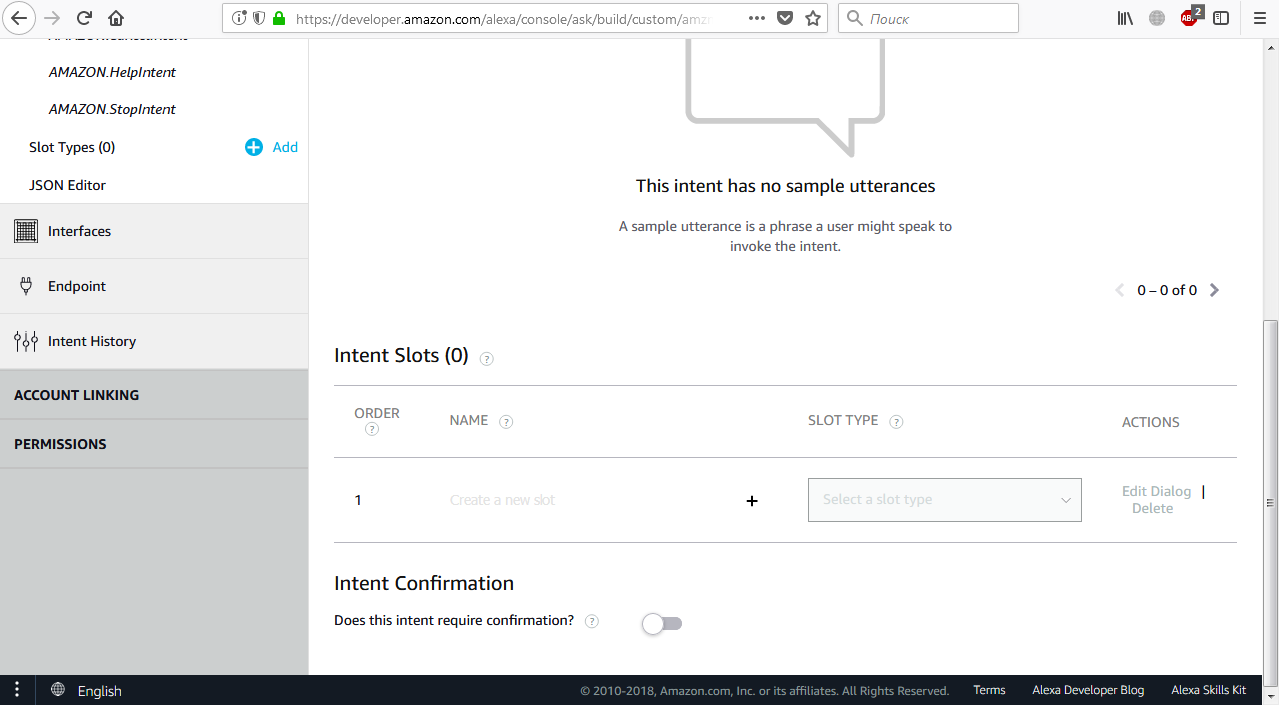 https://developer.amazon.com/alexa/console/ask/build/custom/amz
Поиск
2
AMAZON.HelpIntent
AMAZON.StopIntent
Slot Types (0)
Add
JSON Editor
Interfaces
Endpoint
Intent History
ACCOUNT LINKING
PERMISSIONS
This intent has no sample utterances
A sample utterance is a phrase a user might speak to
invoke the intent.
0 – 0 of 0
Intent Slots (0) ?
ORDER ?
NAME ?
SLOT TYPE ?
ACTIONS
1
Create a new slot
Select a slot type
Edit Dialog |
Delete
Intent Confirmation
Does this intent require confirmation? ?
English
© 2010-2018, Amazon.com, Inc. or its affiliates. All Rights Reserved.
Terms
Alexa Developer Blog
Alexa Skills Kit